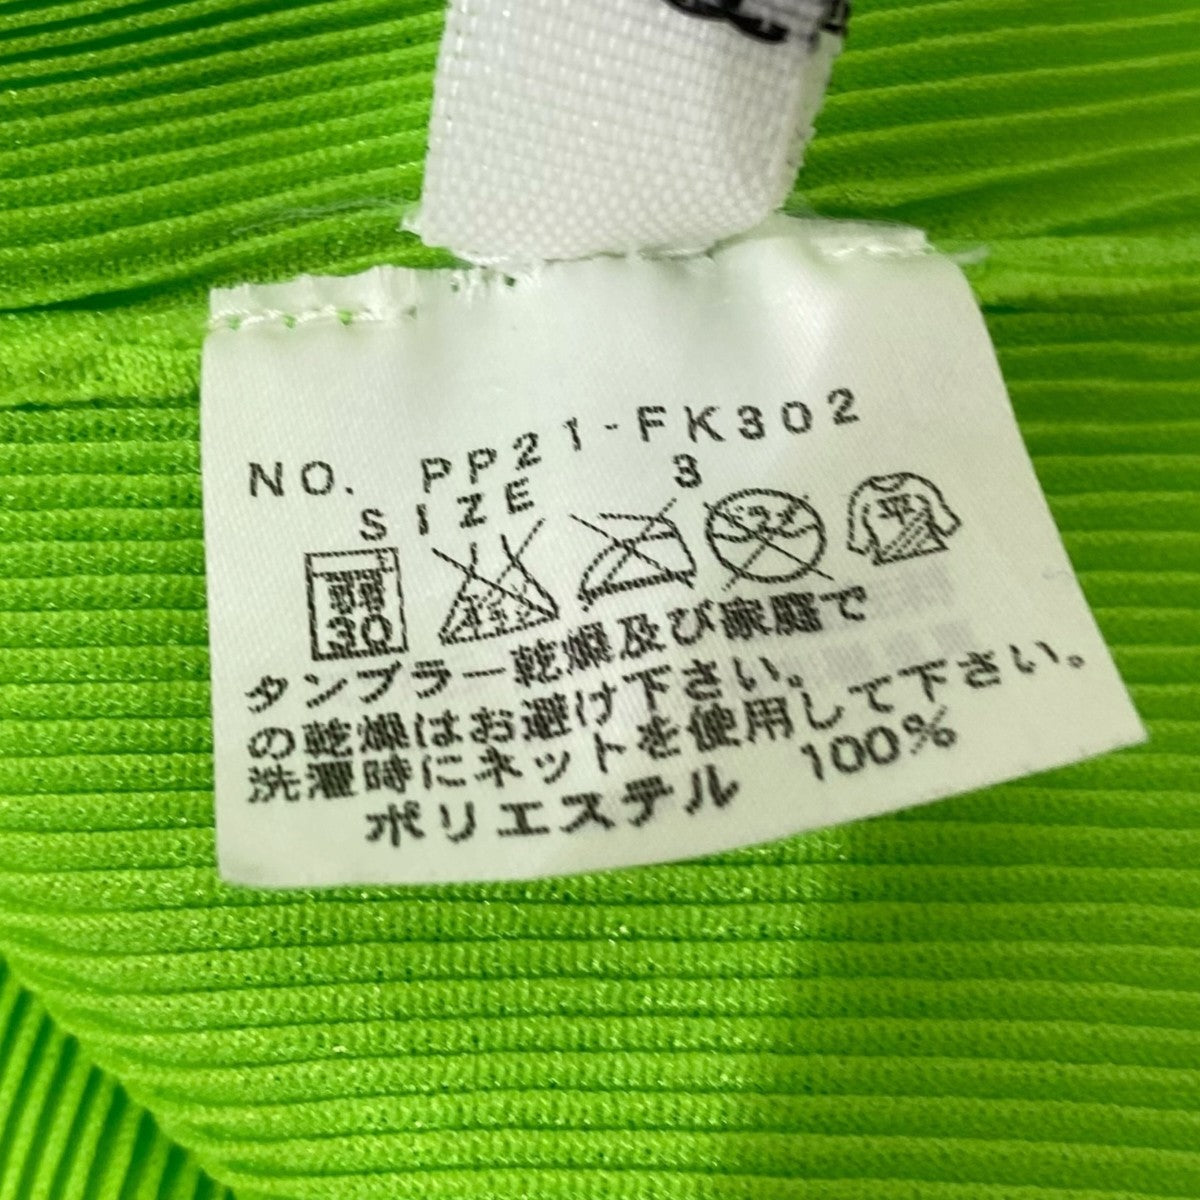 NO. PP21-FK302
SIZE 3
30 平
タンブラー乾燥及び家庭で
の乾燥はお避け下さい。
洗濯時にネットを使用して下さい。
ポリエステル 100%